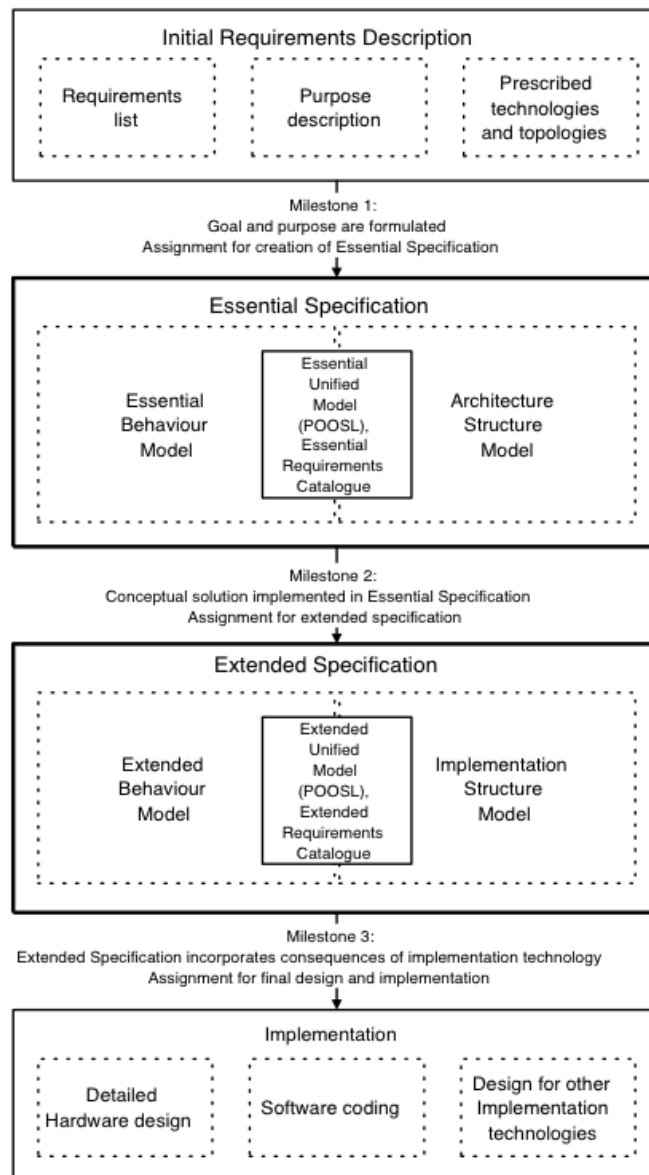 Initial Requirements Description
Requirements
list
Purpose
description
Prescribed
technologies
and topologies
Milestone 1:
Goal and purpose are formulated
Assignment for creation of Essential Specification
Essential Specification
Essential
Behaviour
Model
Essential
Unified
Model
(POOSL),
Essential
Requirements
Catalogue
Architecture
Structure
Model
Milestone 2:
Conceptual solution implemented in Essential Specification
Assignment for extended specification
Extended Specification
Extended
Behaviour
Model
Extended
Unified
Model
(POOSL),
Extended
Requirements
Catalogue
Implementation
Structure
Model
Milestone 3:
Extended Specification incorporates consequences of implementation technology
Assignment for final design and implementation
Implementation
Detailed
Hardware design
Software coding
Design for other
Implementation
technologies